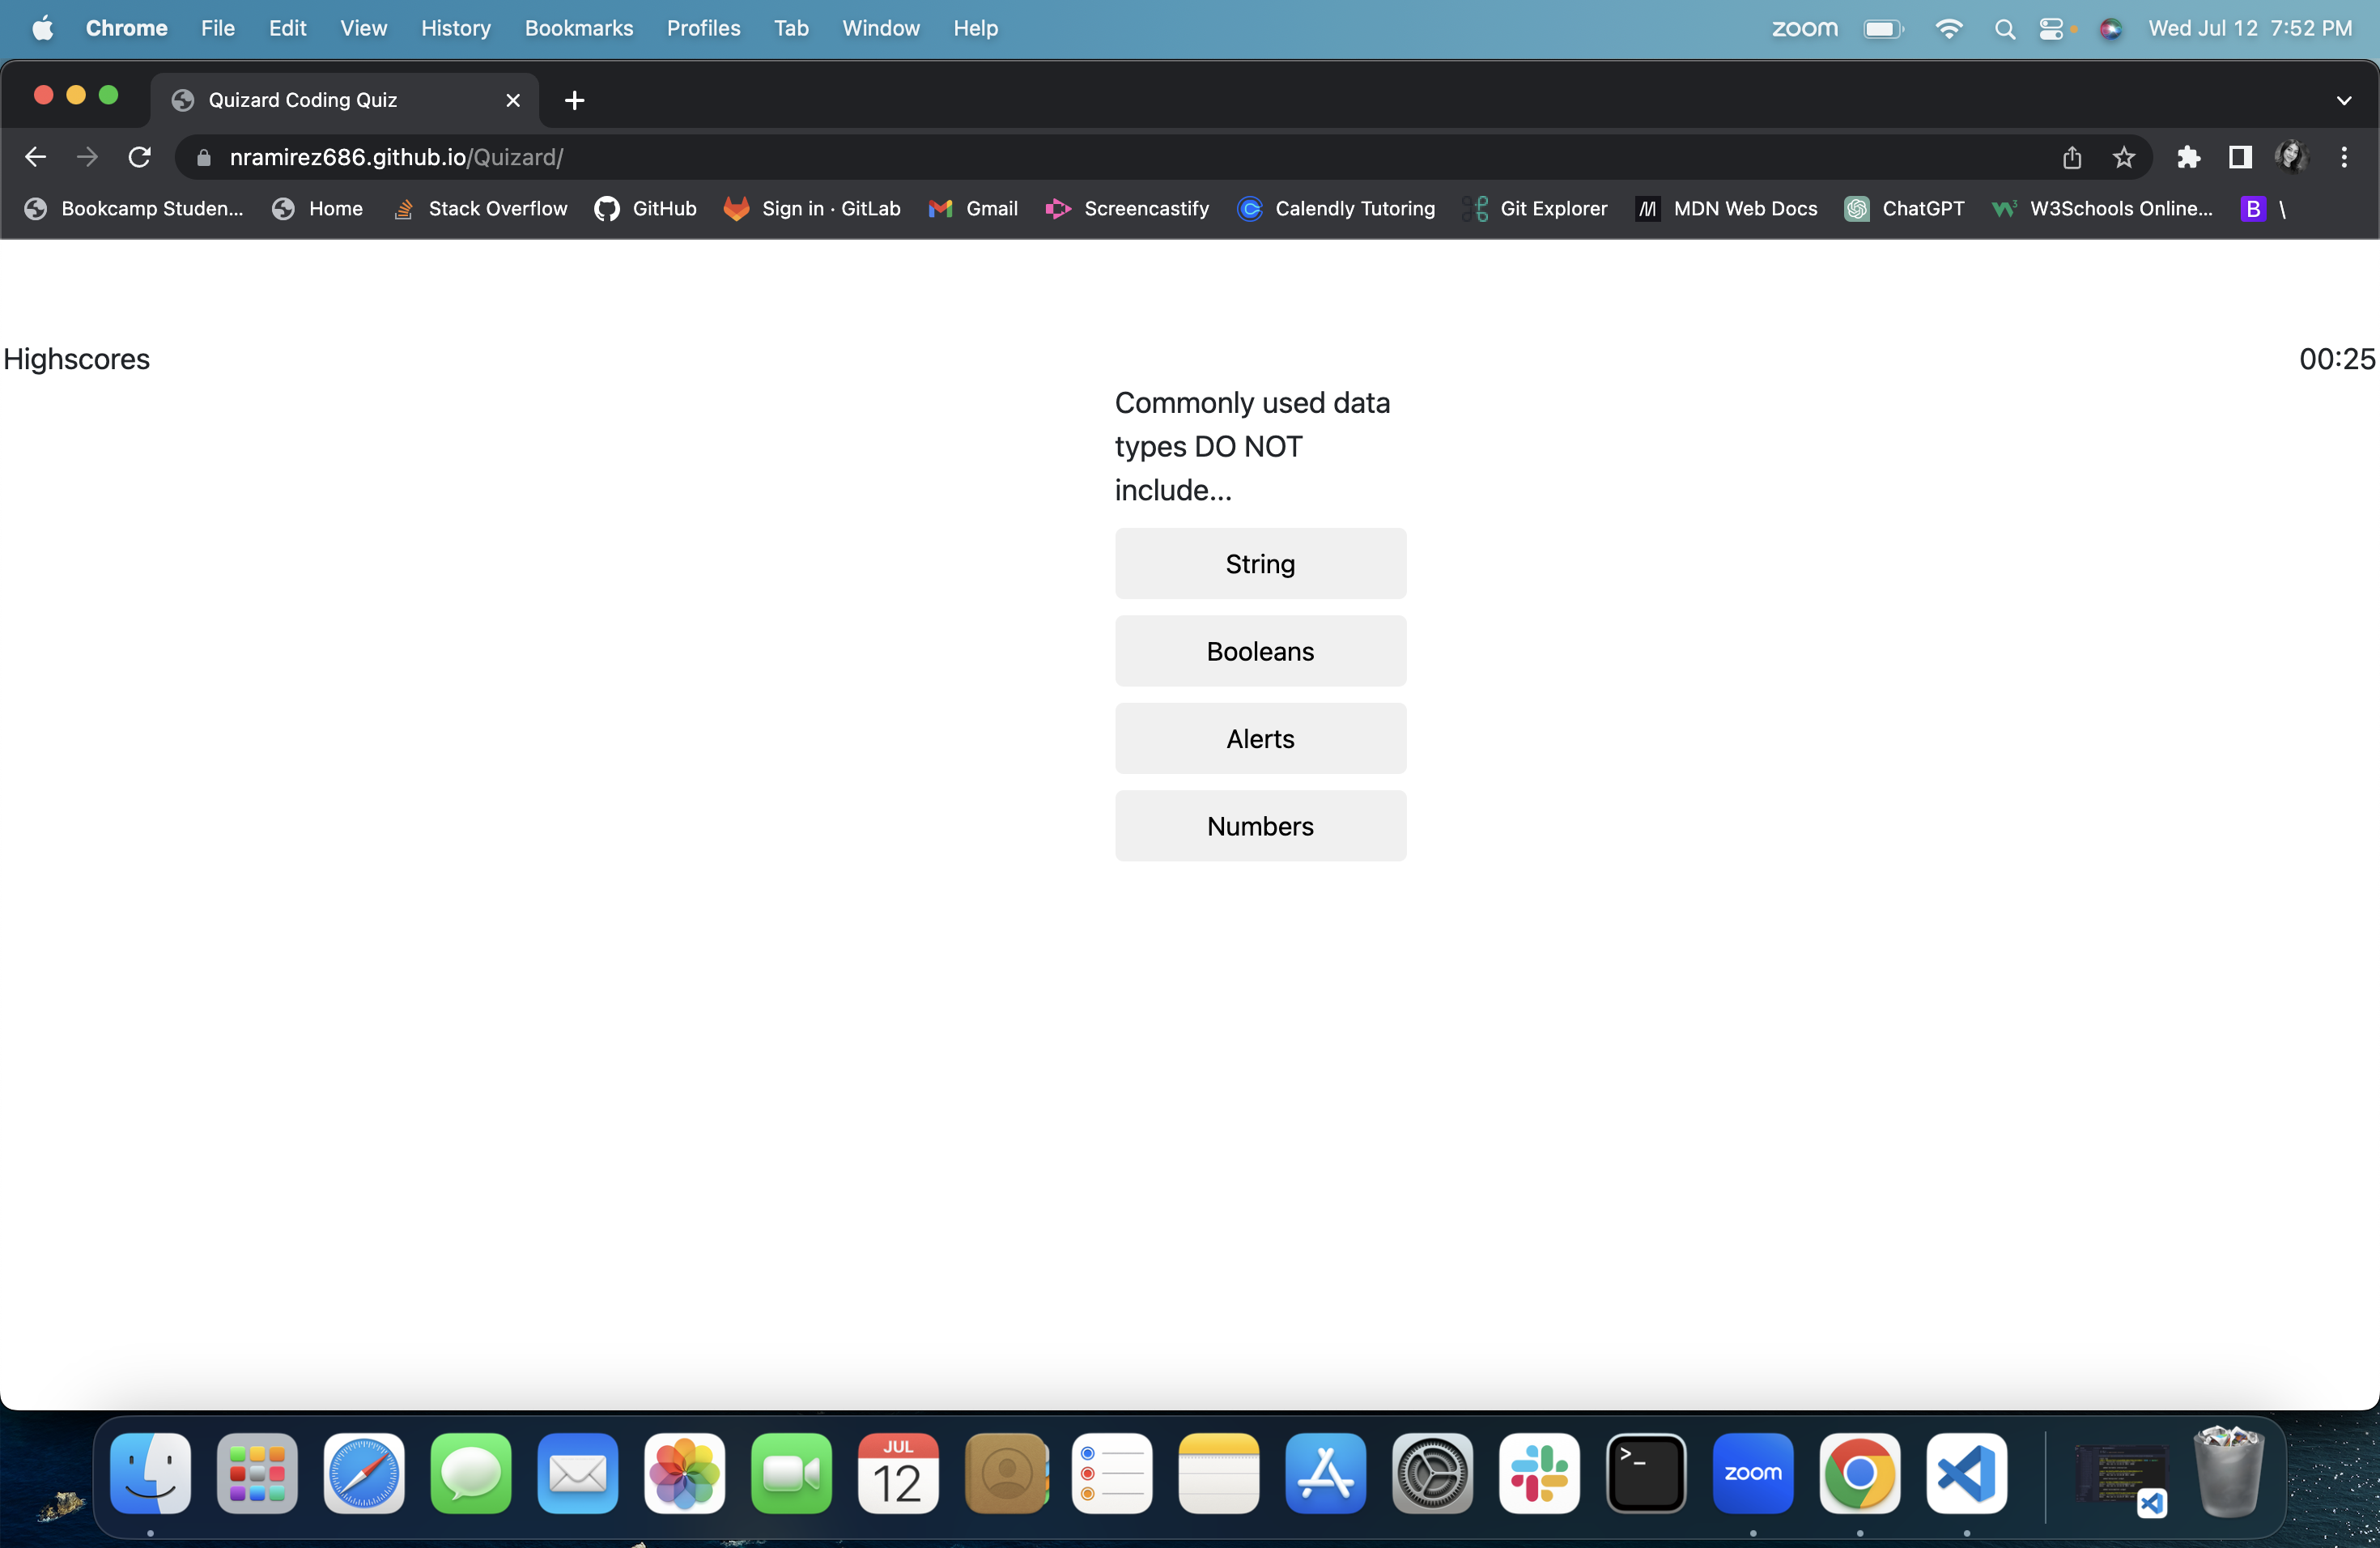 Chrome File Edit View History Bookmarks Profiles Tab Window Help zoom Wed Jul 12 7:52 PM
Quizard Coding Quiz
nramirez686.github.io/Quizard/
Bookcamp Studen... Home Stack Overflow GitHub Sign in · GitLab Gmail Screencastify Calendly Tutoring Git Explorer MDN Web Docs ChatGPT W3Schools Online... B \
Highscores 00:25
Commonly used data
types DO NOT
include...
String
Booleans
Alerts
Numbers
JUL
12
>_
zoom